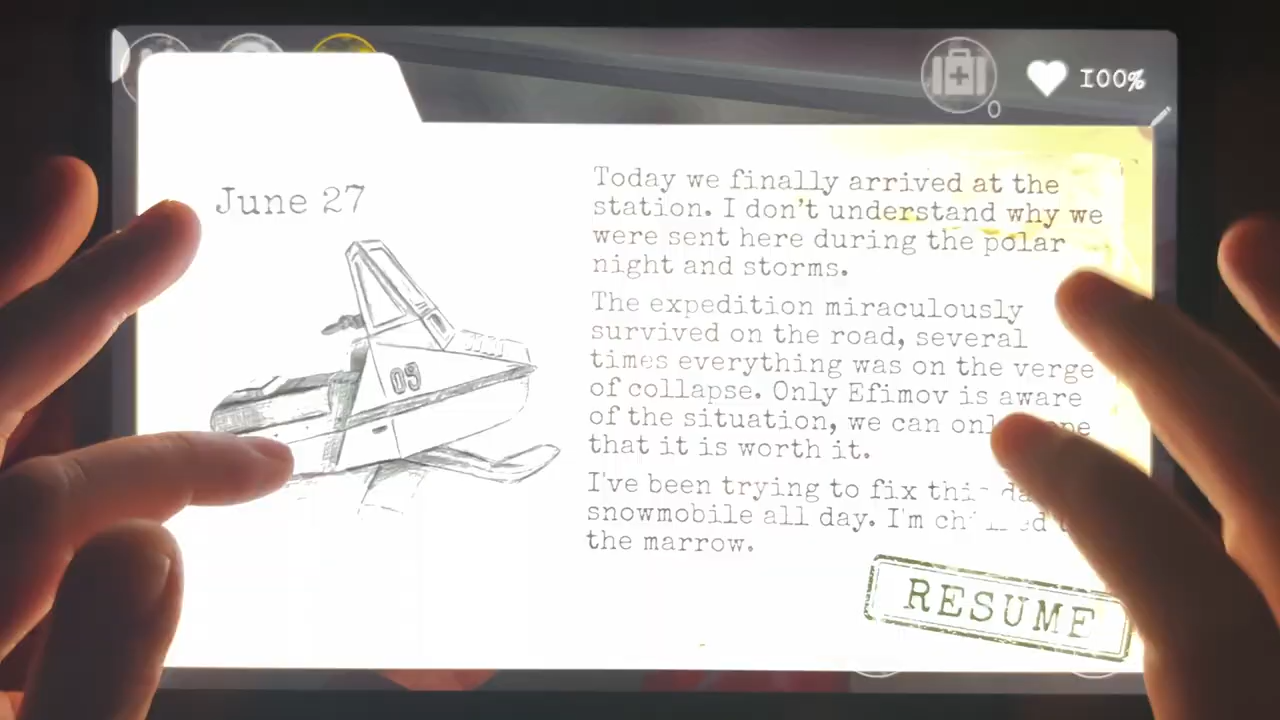 0
100%
June 27
Today we finally arrived at the
station. I don't understand why we
were sent here during the polar
night and storms.
The expedition miraculously
survived on the road, several
times everything was on the verge
of collapse. Only Efimov is aware
of the situation, we can
that it is worth it.
09
I've been trying to fix
snowmobile all day. I'm
the marrow.
RESUME